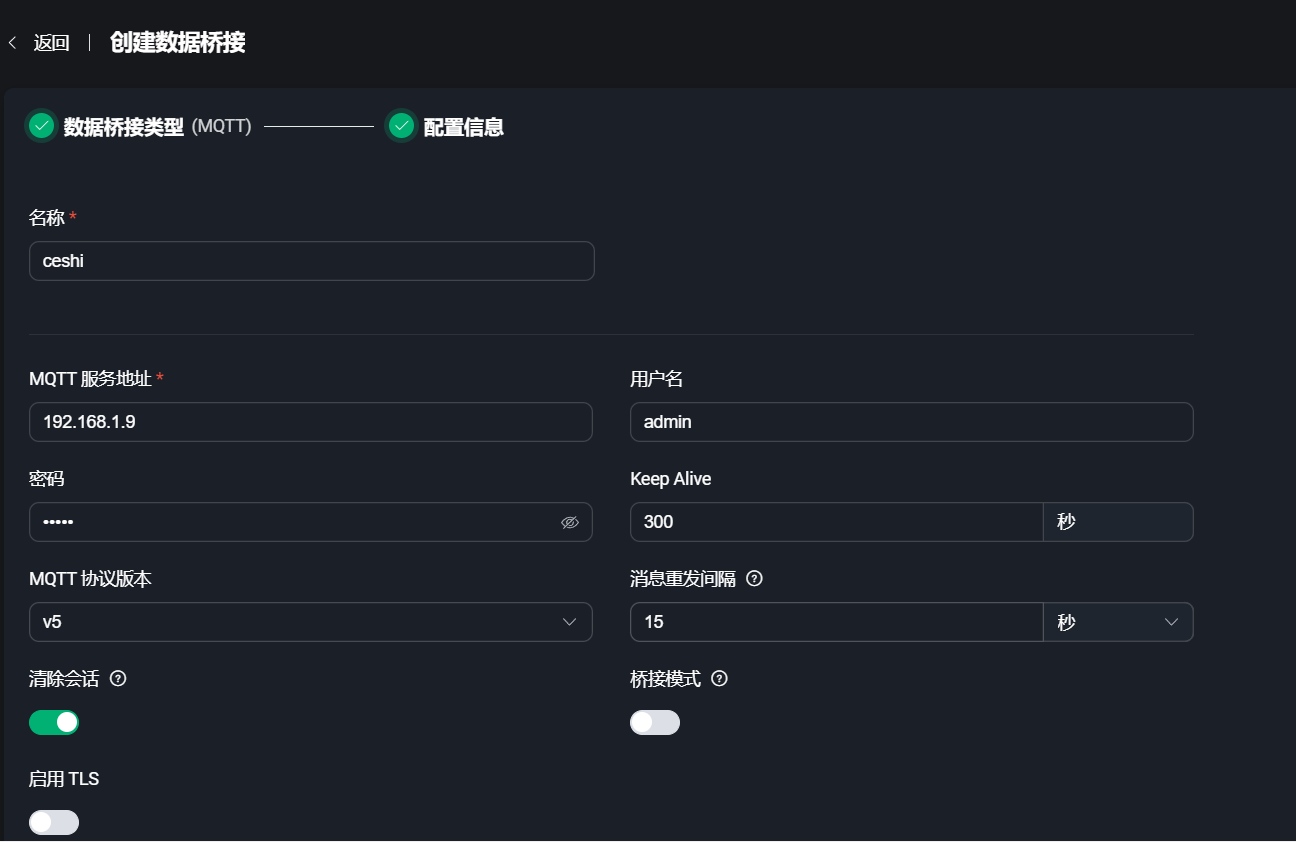 返回 创建数据桥接
数据桥接类型 (MQTT) 配置信息
名称 *
ceshi
MQTT 服务地址 * 用户名
192.168.1.9 admin
密码 Keep Alive
••••• 300 秒
MQTT 协议版本 消息重发间隔
v5 15 秒
清除会话 桥接模式
启用 TLS